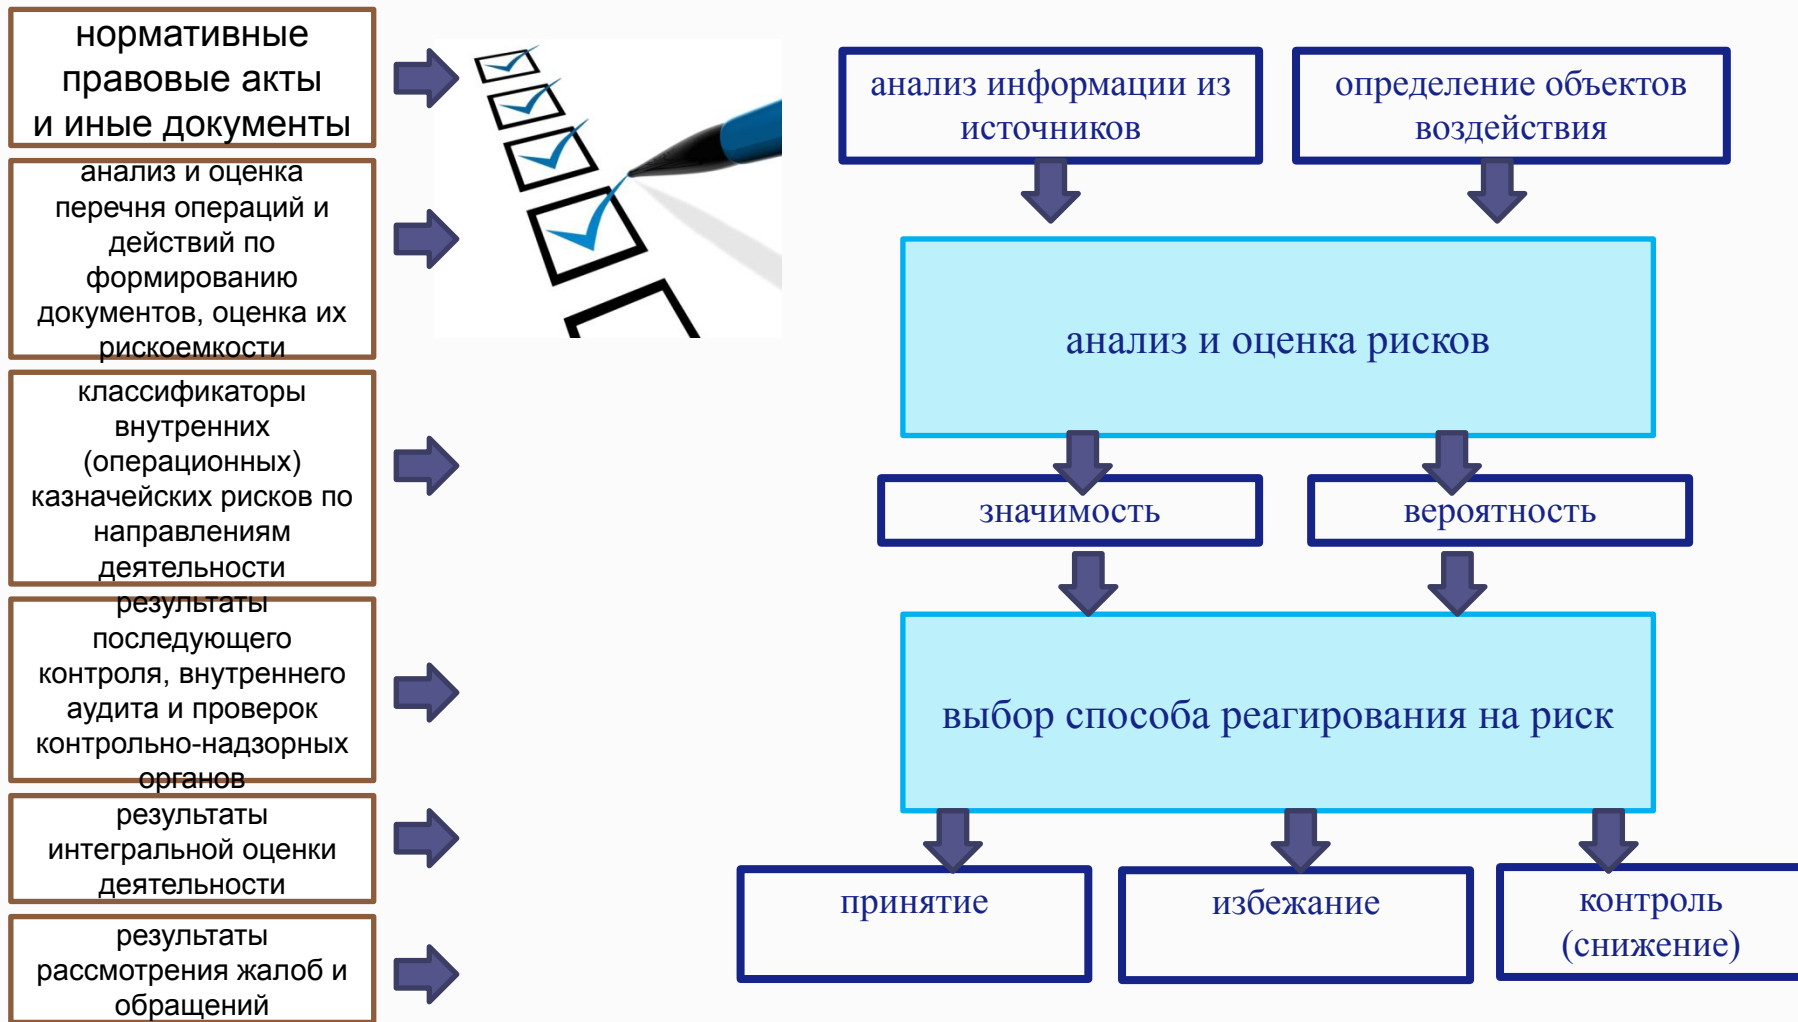 нормативные
правовые акты
и иные документы
анализ и оценка
перечня операций и
действий по
формированию
документов, оценка их
рискоемкости
классификаторы
внутренних
(операционных)
казначейских рисков по
направлениям
деятельности
результаты
последующего
контроля, внутреннего
аудита и проверок
контрольно-надзорных
органов
результаты
интегральной оценки
деятельности
результаты
рассмотрения жалоб и
обращений
анализ информации из
источников
определение объектов
воздействия
анализ и оценка рисков
значимость
вероятность
выбор способа реагирования на риск
принятие
избежание
контроль
(снижение)